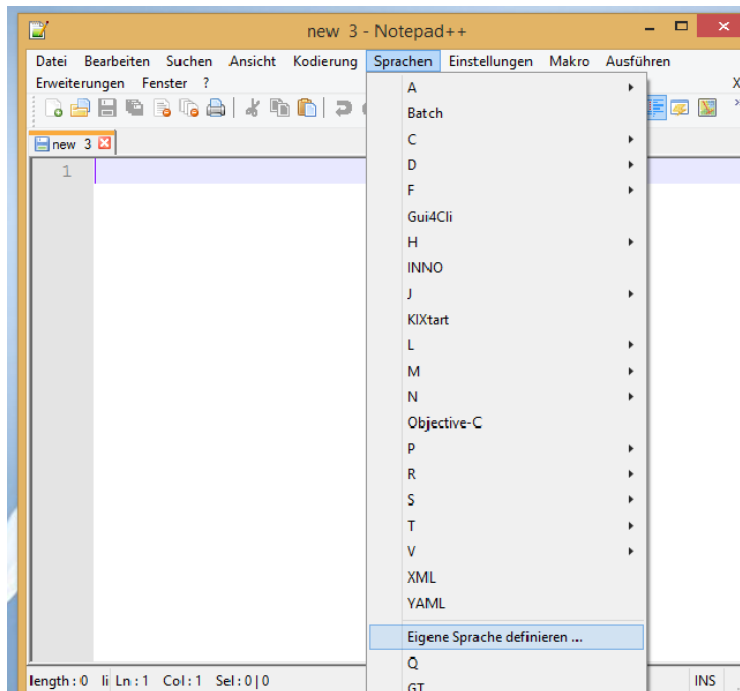 new 3 - Notepad++
Datei Bearbeiten Suchen Ansicht Kodierung Sprachen Einstellungen Makro Ausführen
Erweiterungen Fenster ? X
new 3
1
A
Batch
C
D
F
Gui4Cli
H
INNO
J
KIXtart
L
M
N
Objective-C
P
R
S
T
V
XML
YAML
Eigene Sprache definieren ...
Q
GT
length : 0 li Ln : 1 Col : 1 Sel : 0 | 0 INS